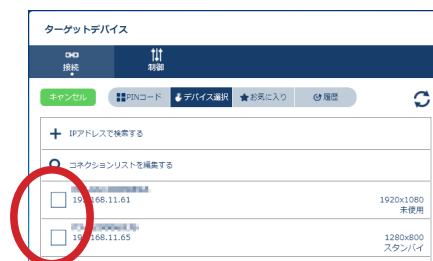 ターゲットデバイス
接続
制御
キャンセル
PINコード
デバイス選択
お気に入り
履歴
IPアドレスで検索する
コネクションリストを編集する
192.168.11.61
1920x1080
未使用
192.168.11.65
1280x800
スタンバイ